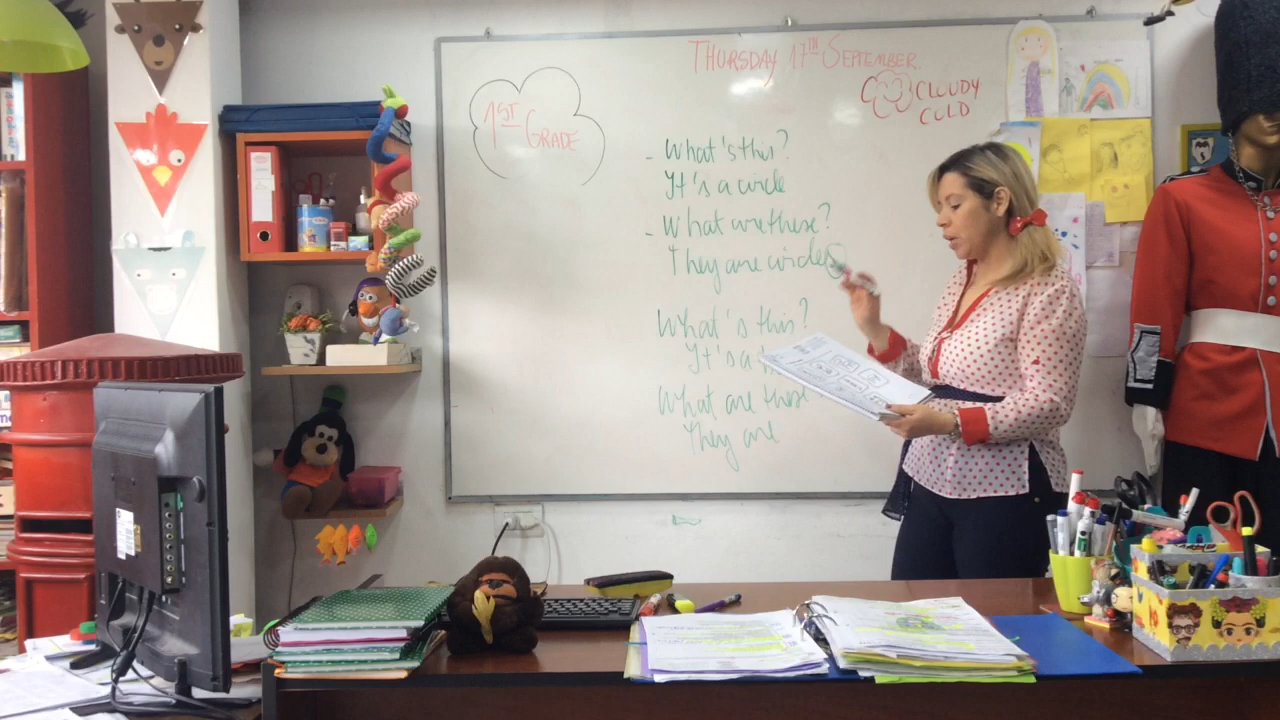 THURSDAY 17TH SEPTEMBER
1ST GRADE
CLOUDY
COLD
- What's this?
It's a circle
- What are these?
They are circles
What's this?
It's a
What are these
They are